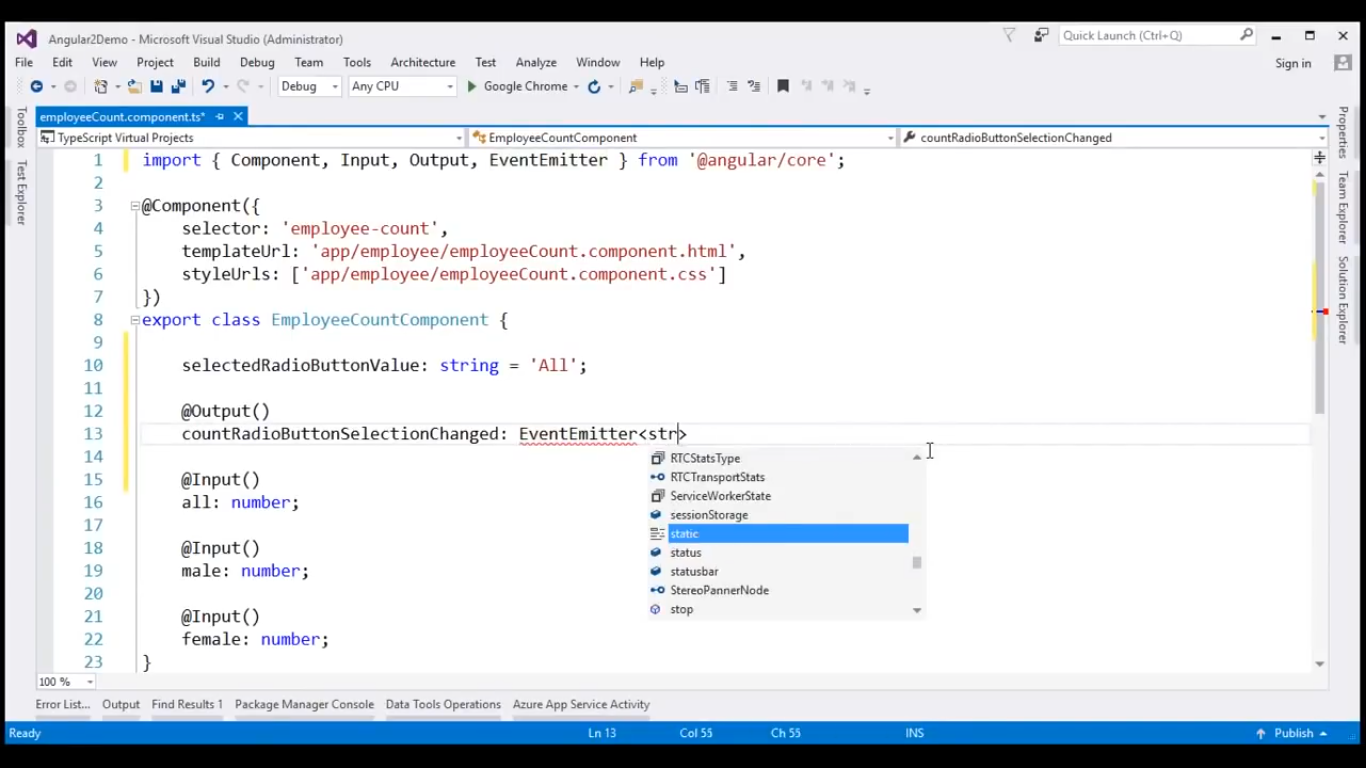 Angular2Demo - Microsoft Visual Studio (Administrator)
Quick Launch (Ctrl+Q)
File Edit View Project Build Debug Team Tools Architecture Test Analyze Window Help
Sign in
Debug Any CPU Google Chrome
employeeCount.component.ts*
TypeScript Virtual Projects EmployeeCountComponent countRadioButtonSelectionChanged
Toolbox
Test Explorer
Properties
Team Explorer
Solution Explorer
1 import { Component, Input, Output, EventEmitter } from '@angular/core';
2
3 @Component({
4 selector: 'employee-count',
5 templateUrl: 'app/employee/employeeCount.component.html',
6 styleUrls: ['app/employee/employeeCount.component.css']
7 })
8 export class EmployeeCountComponent {
9
10 selectedRadioButtonValue: string = 'All';
11
12 @Output()
13 countRadioButtonSelectionChanged: EventEmitter<str>
14
15 @Input()
16 all: number;
17
18 @Input()
19 male: number;
20
21 @Input()
22 female: number;
23 }
RTCStatsType
RTCTransportStats
ServiceWorkerState
sessionStorage
static
status
statusbar
StereoPannerNode
stop
100 %
Error List... Output Find Results 1 Package Manager Console Data Tools Operations Azure App Service Activity
Ready Ln 13 Col 55 Ch 55 INS Publish